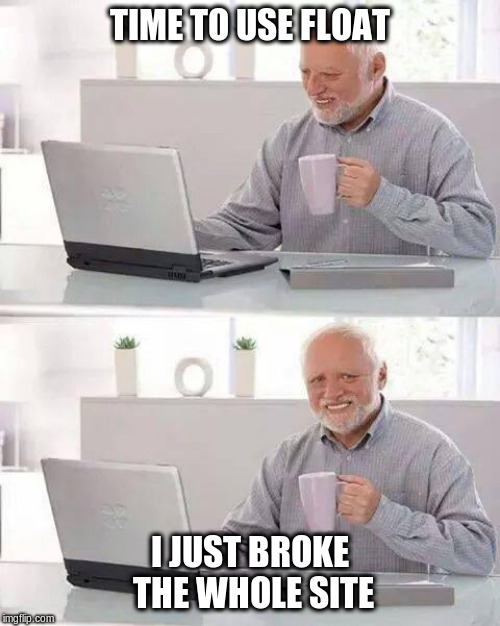 TIME TO USE FLOAT
I JUST BROKE
THE WHOLE SITE
imgflip.com